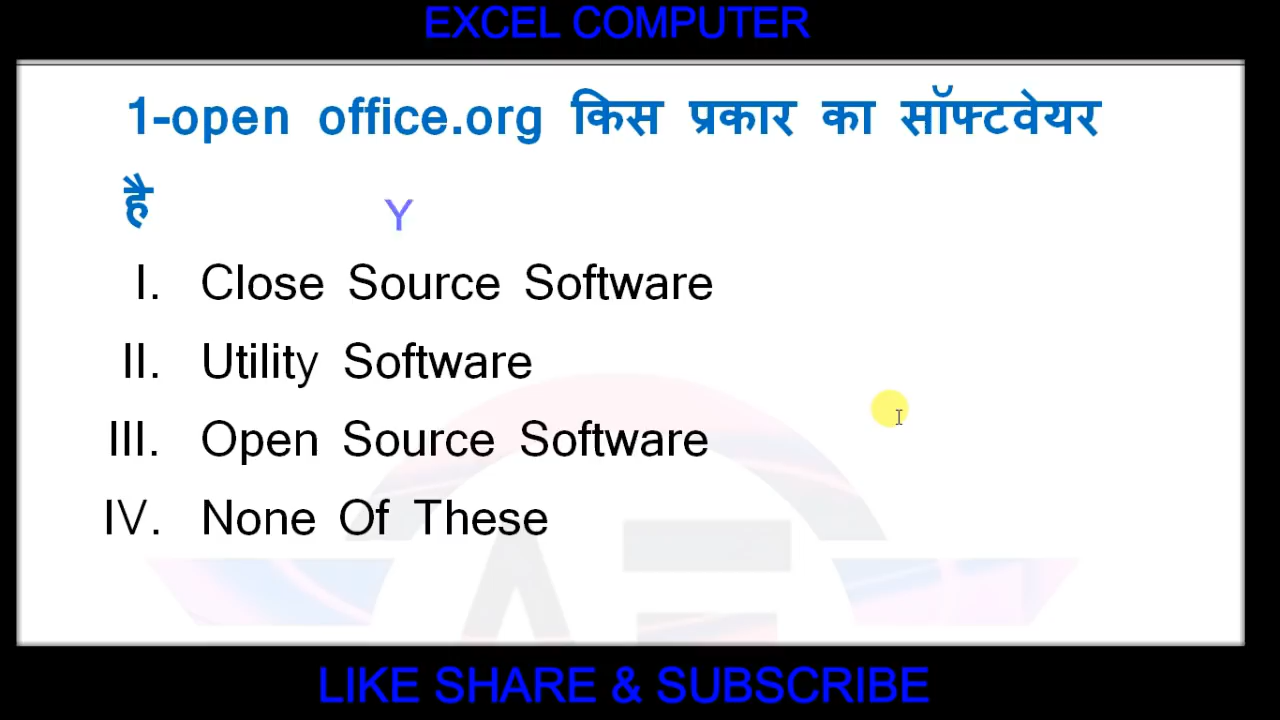 EXCEL COMPUTER
1-open office.org किस प्रकार का सॉफ्टवेयर
है
Y
I. Close Source Software
II. Utility Software
III. Open Source Software
IV. None Of These
LIKE SHARE & SUBSCRIBE